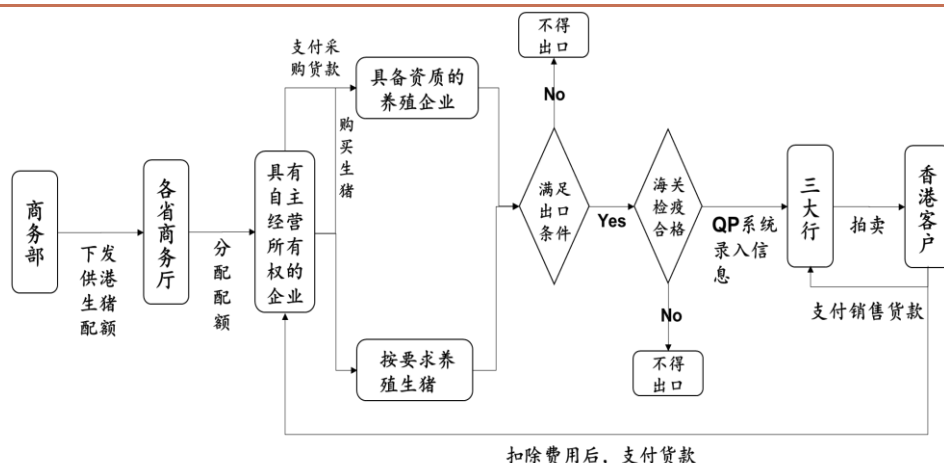 商务部
下发
供港
生猪
配额
各省商务厅
分配配额
具有
自主
经营
所有
权的
企业
支付采
购货款
购买生猪
具备资质的
养殖企业
按要求养
殖生猪
不得
出口
No
满足
出口
条件
Yes
海关
检疫
合格
No
不得
出口
QP系统
录入信
息
三大行
拍卖
香港客户
支付销售货款
扣除费用后，支付货款